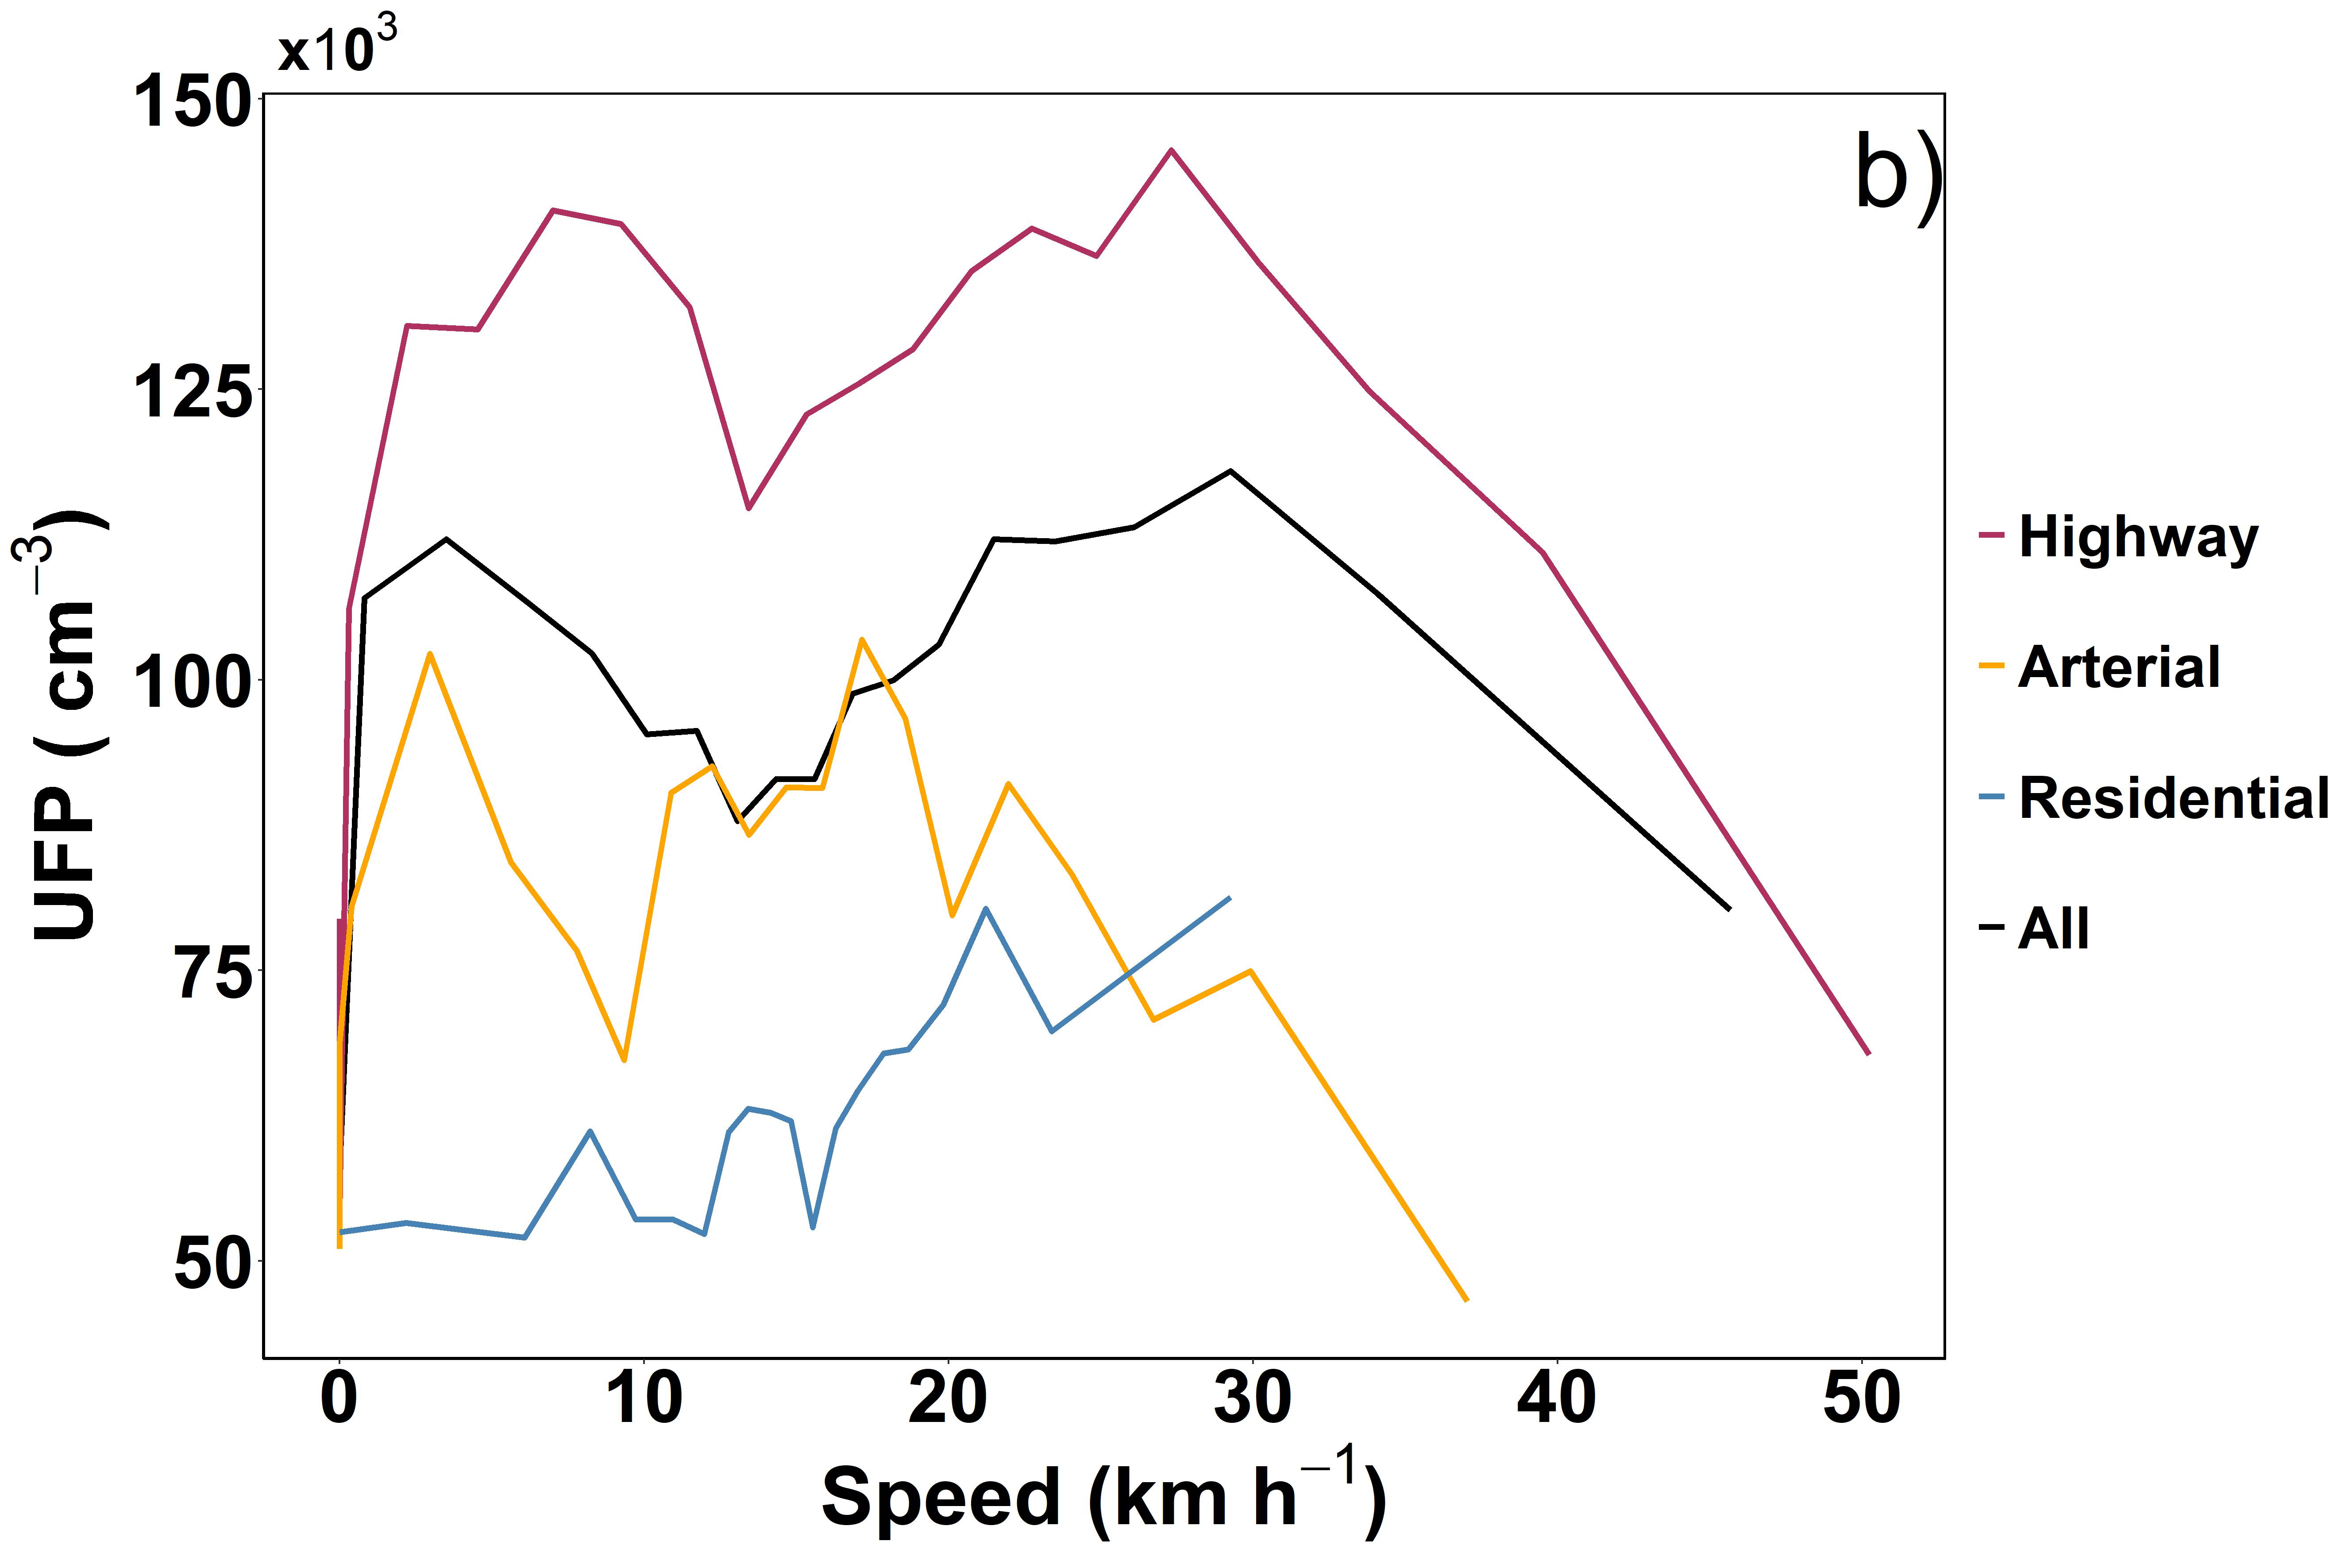 x10³
150
125
100
75
50
UFP ( cm⁻³)
b)
Highway
Arterial
Residential
All
0 10 20 30 40 50
Speed (km h⁻¹)